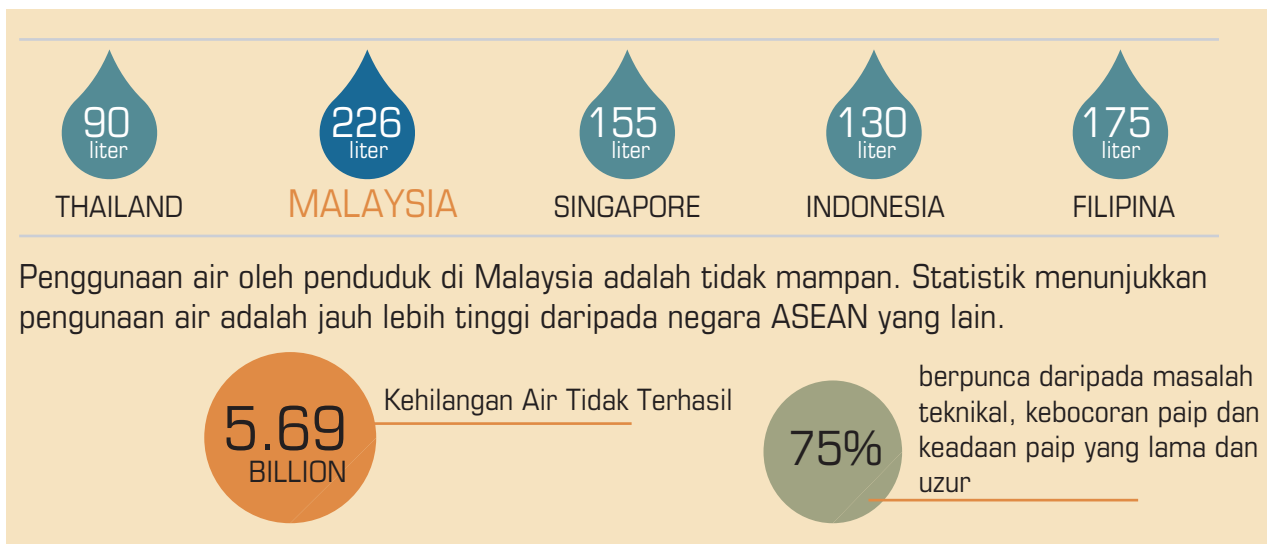 90
liter
THAILAND
226
liter
MALAYSIA
155
liter
SINGAPORE
130
liter
INDONESIA
175
liter
FILIPINA
Penggunaan air oleh penduduk di Malaysia adalah tidak mampan. Statistik menunjukkan
pengunaan air adalah jauh lebih tinggi daripada negara ASEAN yang lain.
5.69
BILLION
Kehilangan Air Tidak Terhasil
75%
berpunca daripada masalah
teknikal, kebocoran paip dan
keadaan paip yang lama dan
uzur